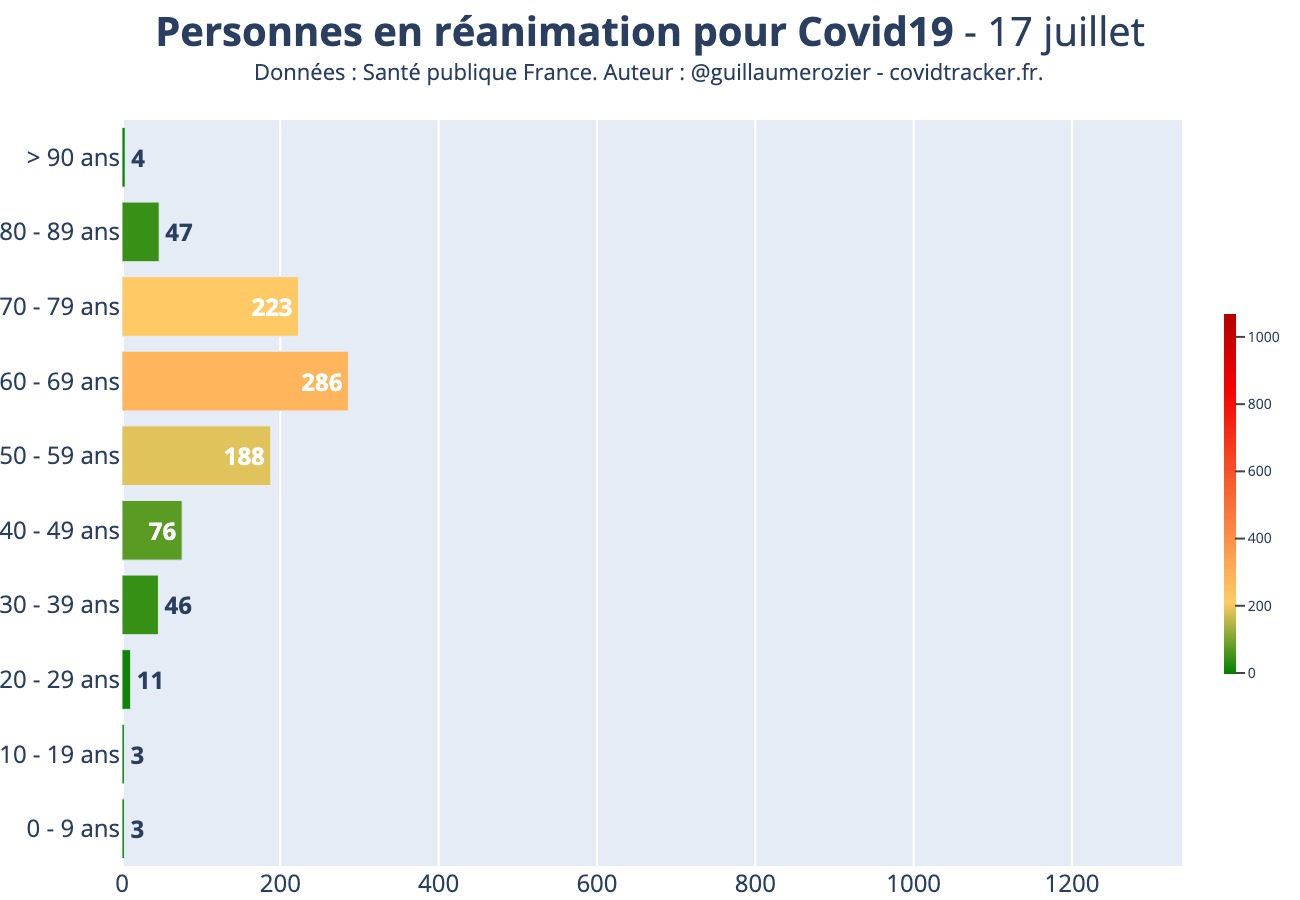 Personnes en réanimation pour Covid19 - 17 juillet
Données : Santé publique France. Auteur : @guillaumerozier - covidtracker.fr.
> 90 ans 4
80 - 89 ans 47
70 - 79 ans 223
60 - 69 ans 286
50 - 59 ans 188
40 - 49 ans 76
30 - 39 ans 46
20 - 29 ans 11
10 - 19 ans 3
0 - 9 ans 3
0 200 400 600 800 1000 1200
1000
800
600
400
200
0